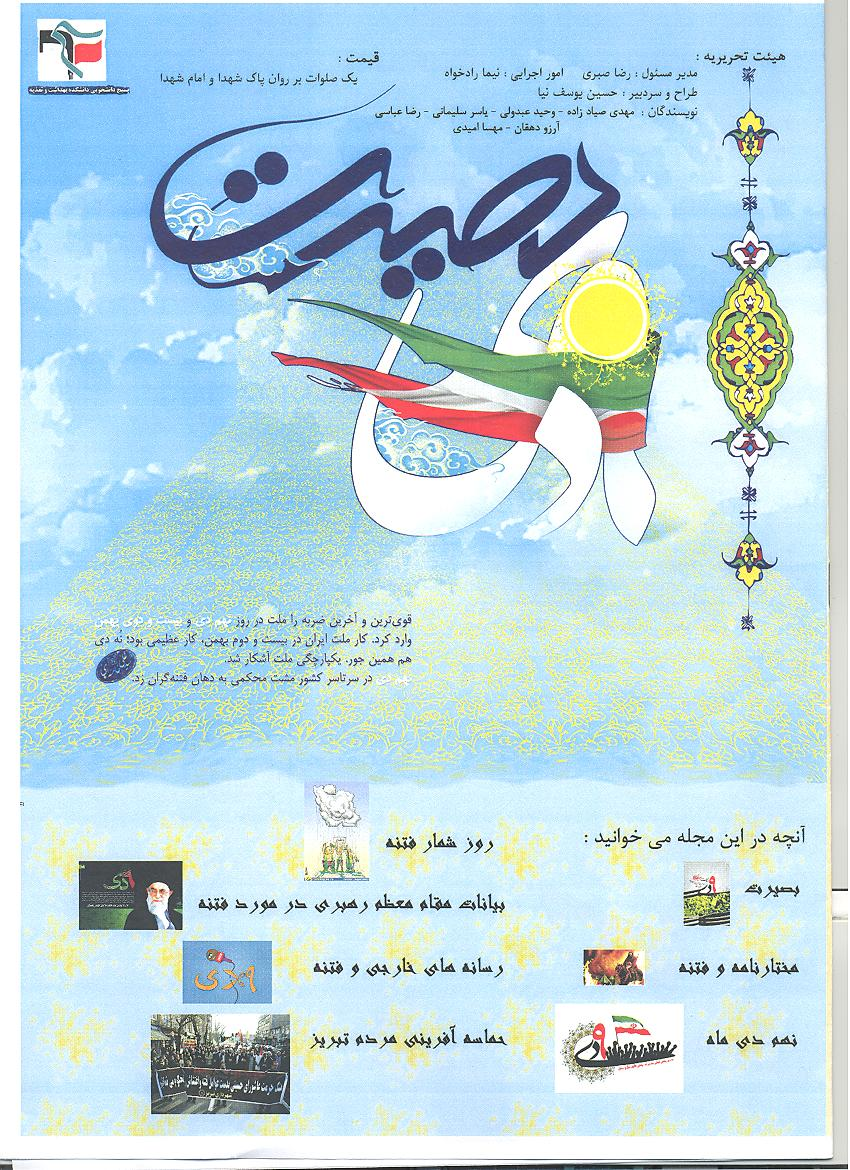 هیئت تحریریه :
مدیر مسئول : رضا صبری    امور اجرایی : نیما رادخواه
طراح و سردبیر : حسین یوسف نیا
نویسندگان : مهدی صیاد زاده - وحید عبدولی - یاسر سلیمانی - رضا عباسی
آرزو دهقان - مهسا امیدی
قیمت :
یک صلوات بر روان پاک شهدا و امام شهدا
بسیج دانشجویی دانشکده بهداشت و تغذیه
بصیرت
۹ دی
قوی‌ترین و آخرین ضربه را ملت در روز نهم دی و بیست و دوی بهمن
وارد کرد. کار ملت ایران در بیست و دوم بهمن، کار عظیمی بود؛ نُه دی
هم همین جور. یکپارچگی ملت آشکار شد.
نهم دی در سرتاسر کشور مشت محکمی به دهان فتنه‌گران زد.
آنچه در این مجله می خوانید :
بصیرت
مختارنامه و فتنه
نهم دی ماه
روز شمار فتنه
بیانات مقام معظم رهبری در مورد فتنه
رسانه های خارجی و فتنه
۹ دی
حماسه آفرینی مردم تبریز